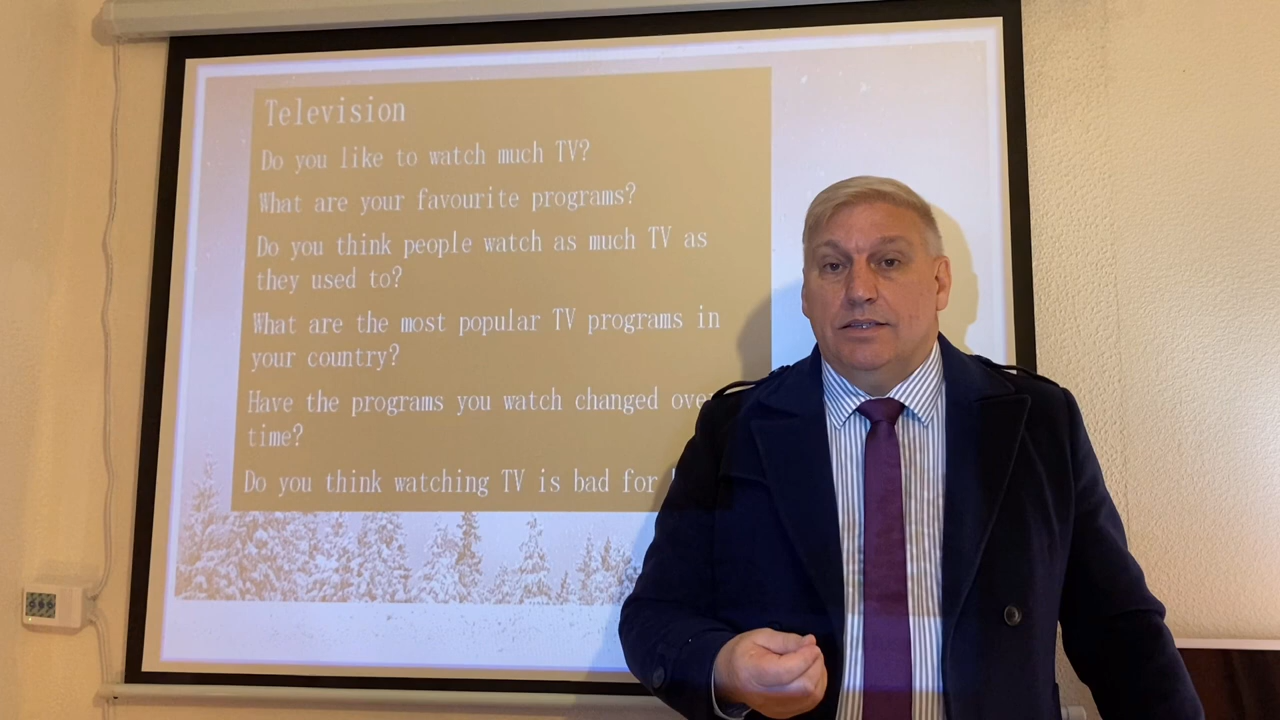 Television
Do you like to watch much TV?
What are your favourite programs?
Do you think people watch as much TV as
they used to?
What are the most popular TV programs in
your country?
Have the programs you watch changed over
time?
Do you think watching TV is bad for